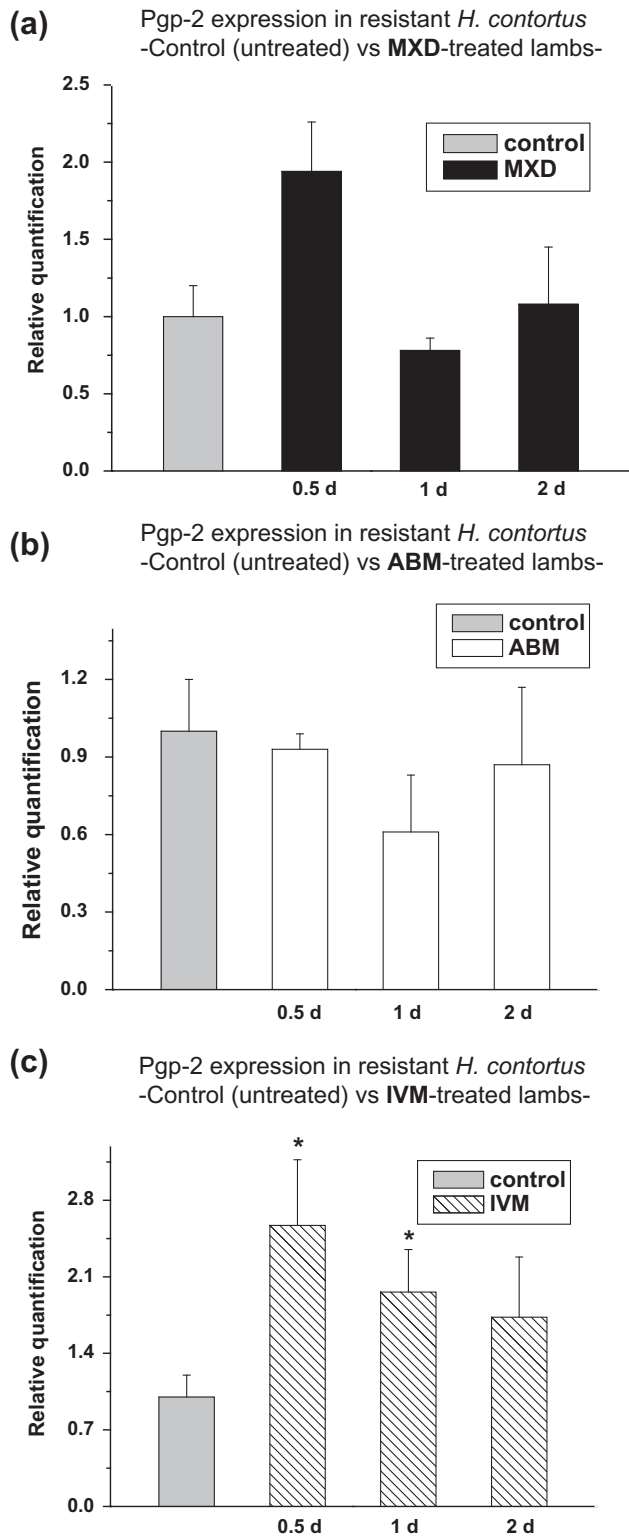 (a)
Pgp-2 expression in resistant H. contortus
-Control (untreated) vs MXD-treated lambs-
Relative quantification
2.5
2.0
1.5
1.0
0.5
0.0
control
MXD
0.5 d
1 d
2 d
(b)
Pgp-2 expression in resistant H. contortus
-Control (untreated) vs ABM-treated lambs-
Relative quantification
1.2
0.9
0.6
0.3
0.0
control
ABM
0.5 d
1 d
2 d
(c)
Pgp-2 expression in resistant H. contortus
-Control (untreated) vs IVM-treated lambs-
Relative quantification
2.8
2.1
1.4
0.7
0.0
*
*
control
IVM
0.5 d
1 d
2 d